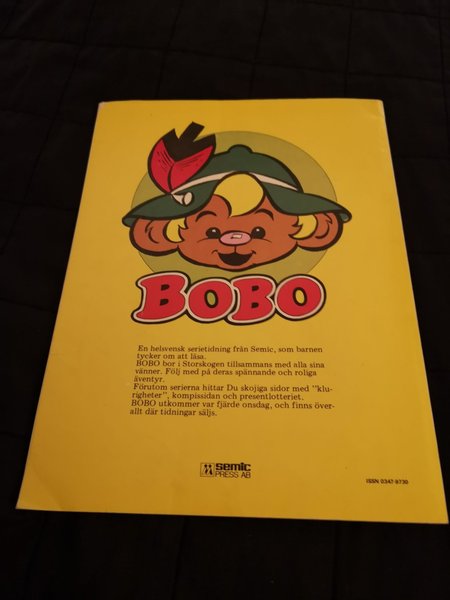 BOBO
En helsvensk serietidning från Semic, som barnen
tycker om att läsa.
BOBO bor i Storskogen tillsammans med alla sina
vänner. Följ med på deras spännande och roliga
äventyr.
Förutom serierna hittar Du skojiga sidor med "klu-
righeter", kompissidan och presentlotteriet.
BOBO utkommer var fjärde onsdag, och finns över-
allt där tidningar säljs.
semic
PRESS AB
ISSN 0347-9730